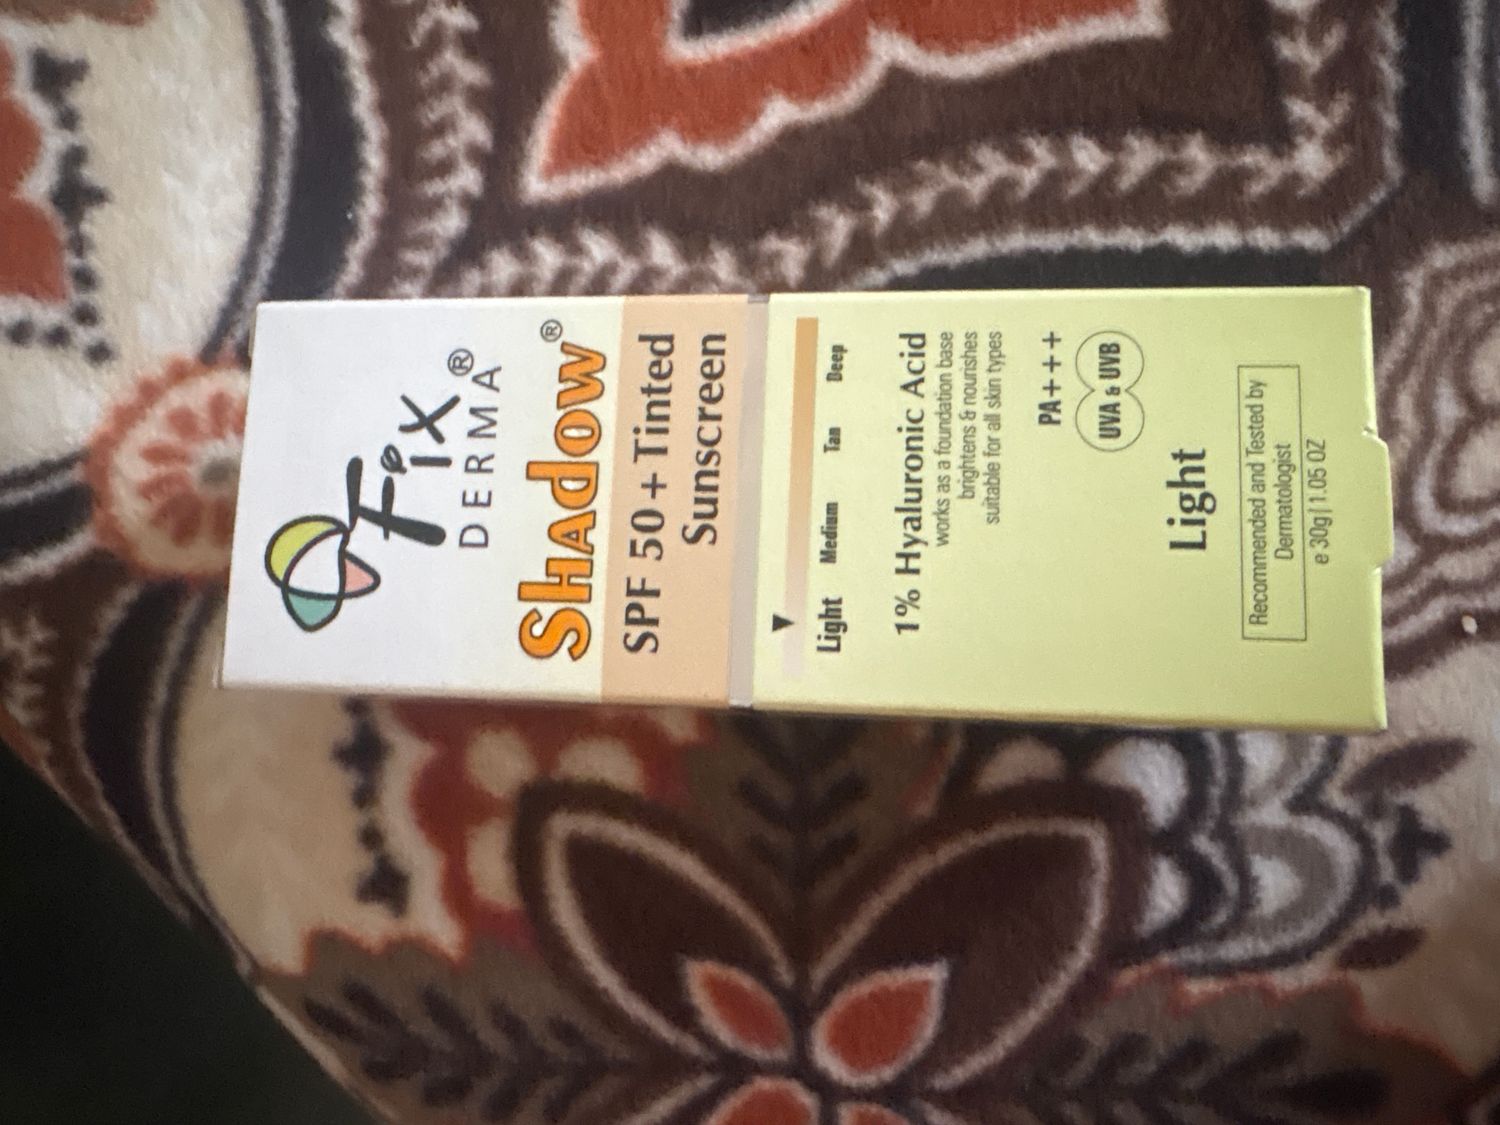 Fix®
DERMA
Shadow®
SPF 50+Tinted
Sunscreen
Light Medium Tan Deep
1% Hyaluronic Acid
works as a foundation base
brightens & nourishes
suitable for all skin types
PA+++
UVA & UVB
Light
Recommended and Tested by
Dermatologist
e 30g | 1.05 OZ